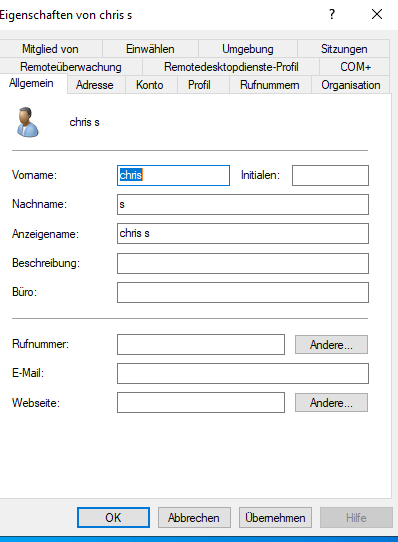 Eigenschaften von chris s
?
Mitglied von Einwählen Umgebung Sitzungen
Remoteüberwachung Remotedesktopdienste-Profil COM+
Allgemein Adresse Konto Profil Rufnummern Organisation
chris s
Vorname: chris Initialen:
Nachname: s
Anzeigename: chris s
Beschreibung:
Büro:
Rufnummer: Andere...
E-Mail:
Webseite: Andere...
OK Abbrechen Übernehmen Hilfe